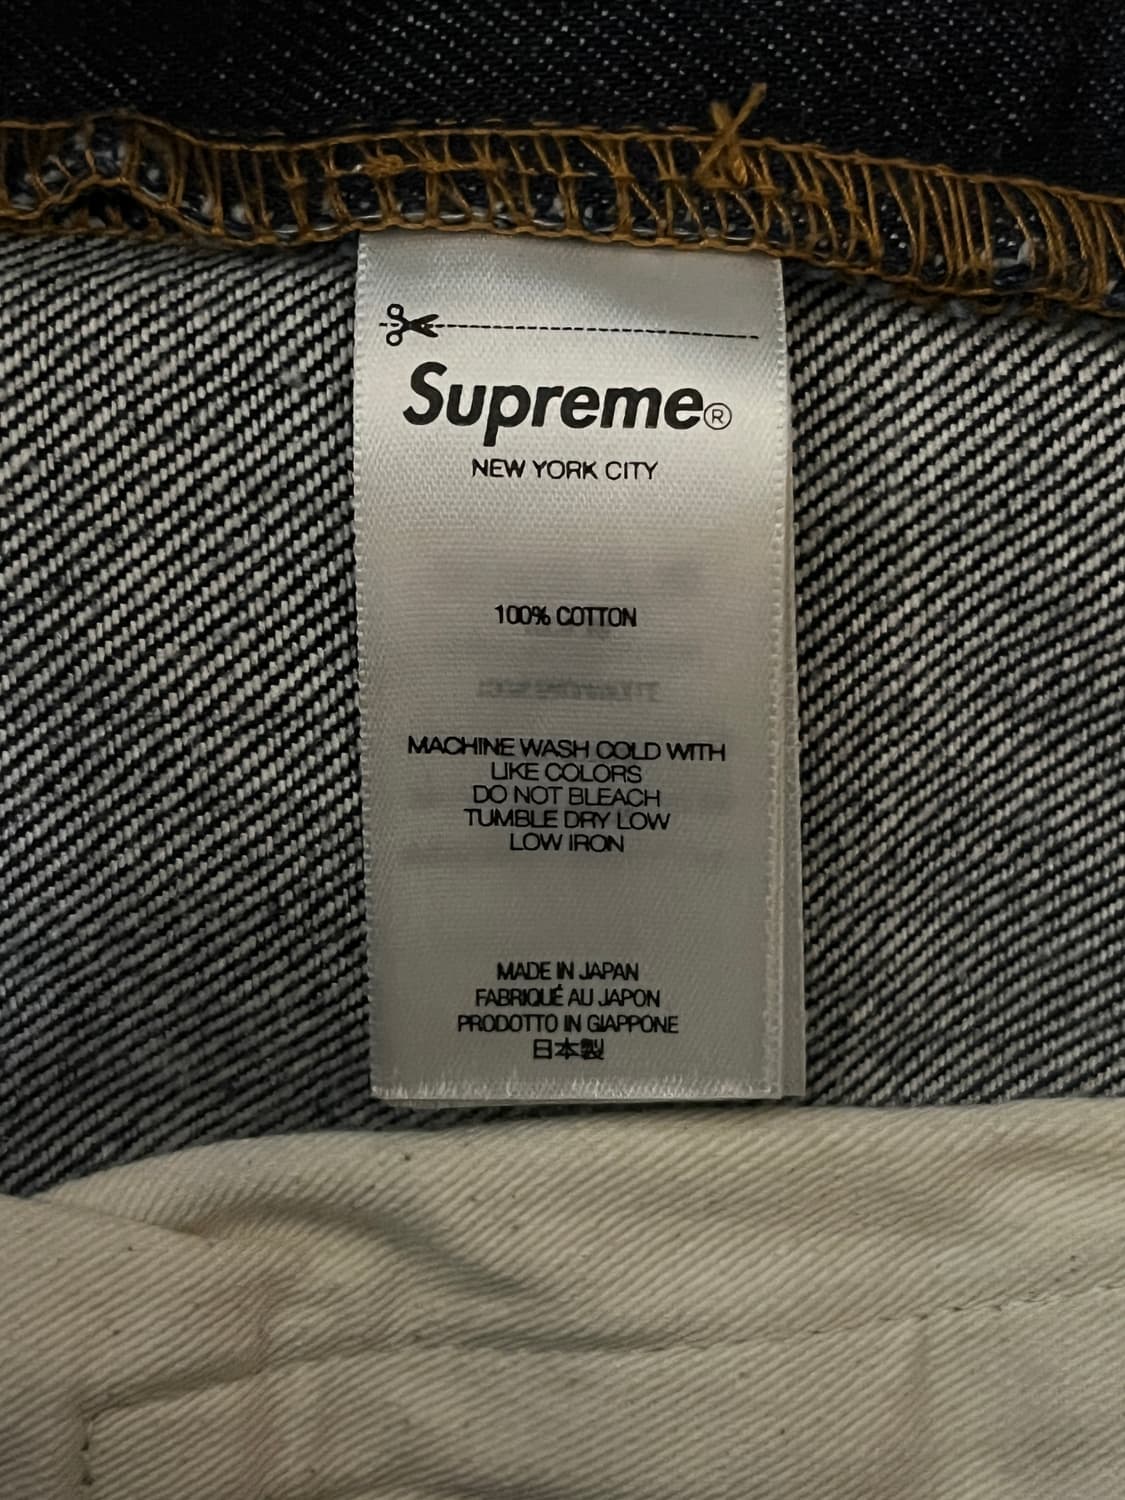 Supreme®
NEW YORK CITY
100% COTTON
MACHINE WASH COLD WITH
LIKE COLORS
DO NOT BLEACH
TUMBLE DRY LOW
LOW IRON
MADE IN JAPAN
FABRIQUÉ AU JAPON
PRODOTTO IN GIAPPONE
日本製